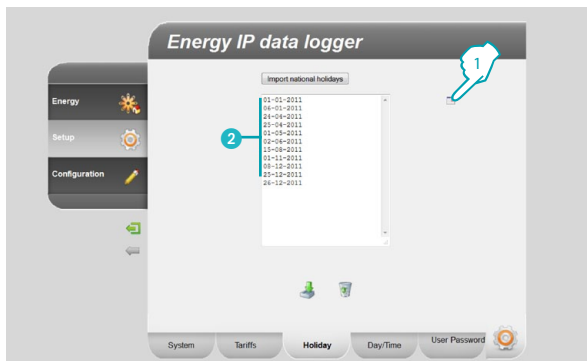 Energy IP data logger
1
Import national holidays
Energy
Setup
Configuration
2
01-01-2011
06-01-2011
24-04-2011
25-04-2011
01-05-2011
02-06-2011
15-08-2011
01-11-2011
08-12-2011
25-12-2011
26-12-2011
System
Tariffs
Holiday
Day/Time
User Password